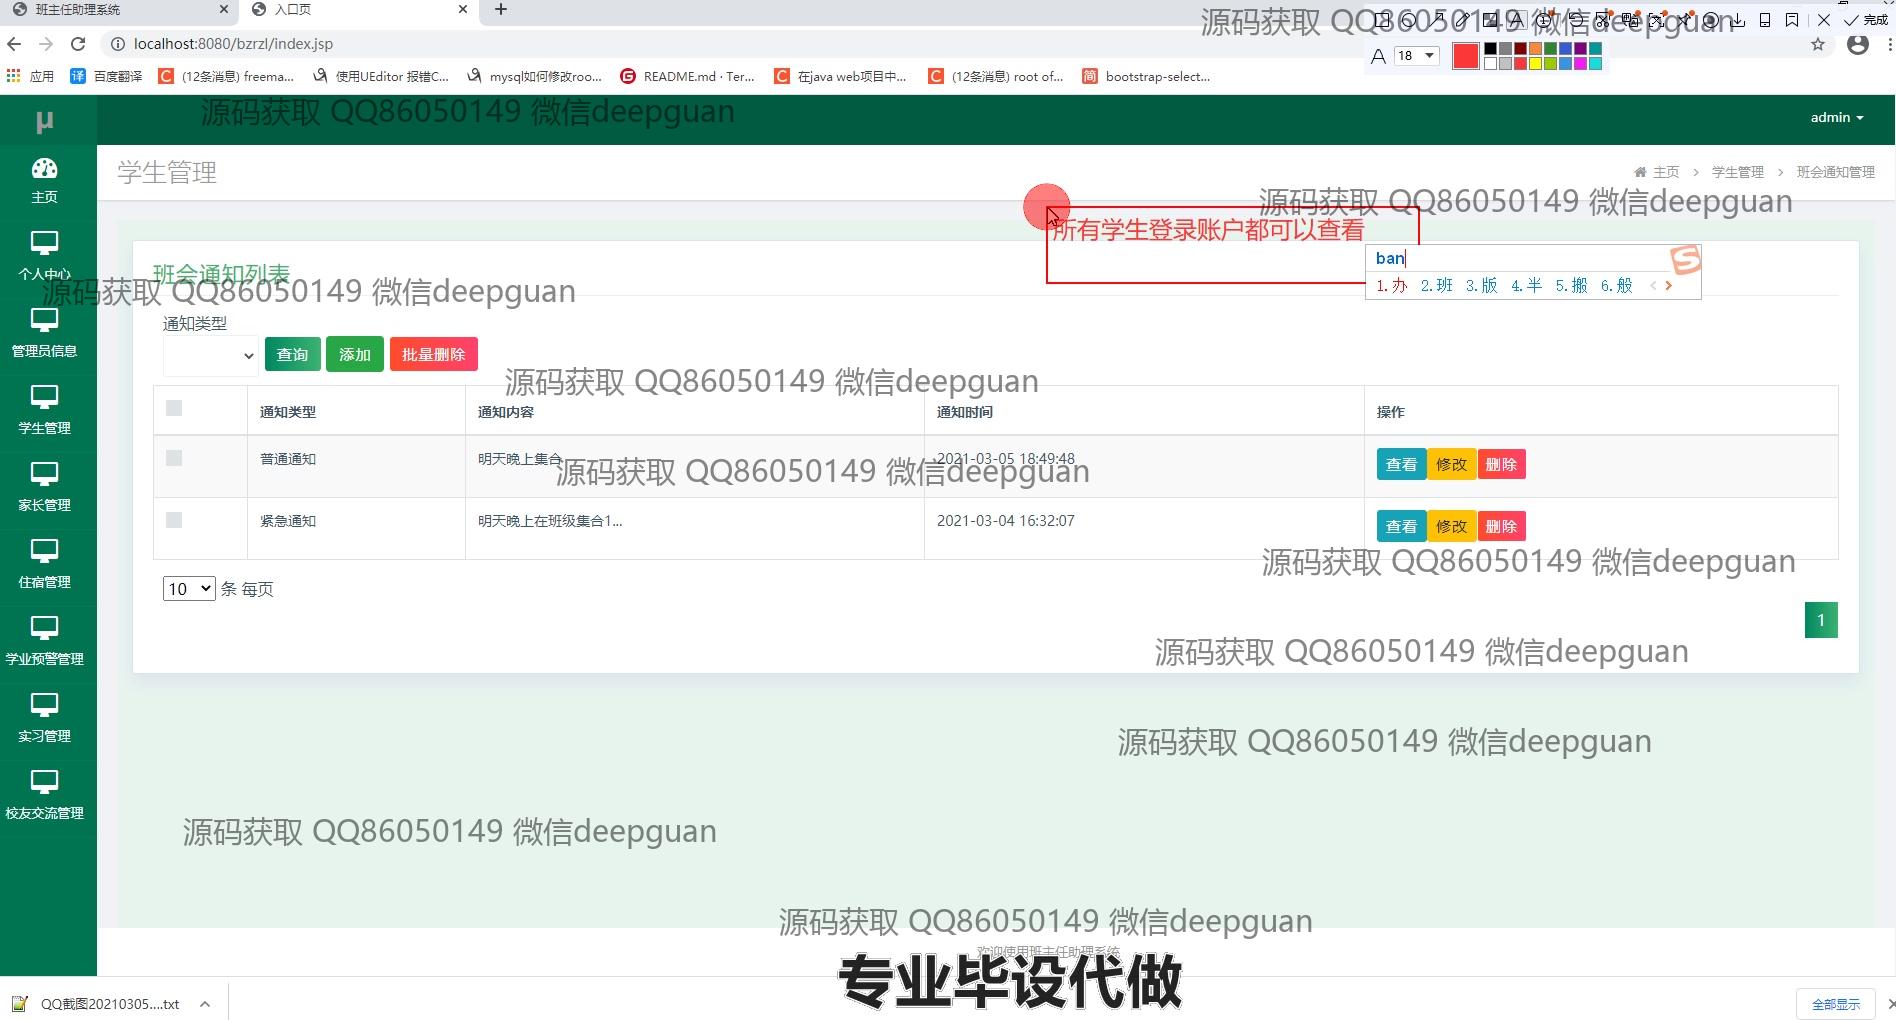 班主任助理系统
入口页
localhost:8080/bzrzl/index.jsp
应用
百度翻译
(12条消息) freema...
使用UEditor 报错C...
mysql如何修改roo...
README.md · Ter...
在java web项目中...
(12条消息) root of...
bootstrap-select...
源码获取 QQ86050149 微信deepguan
完成
A 18
μ
源码获取 QQ86050149 微信deepguan
admin
主页
个人中心
管理员信息
学生管理
家长管理
住宿管理
学业预警管理
实习管理
校友交流管理
学生管理
主页 > 学生管理 > 班会通知管理
源码获取 QQ86050149 微信deepguan
所有学生登录账户都可以查看
ban
1.办 2.班 3.版 4.半 5.搬 6.般
班会通知列表
源码获取 QQ86050149 微信deepguan
通知类型
查询 添加 批量删除
源码获取 QQ86050149 微信deepguan
通知类型 通知内容 通知时间 操作
普通通知 明天晚上集合 2021-03-05 18:49:48 查看 修改 删除
源码获取 QQ86050149 微信deepguan
紧急通知 明天晚上在班级集合1... 2021-03-04 16:32:07 查看 修改 删除
源码获取 QQ86050149 微信deepguan
10 条 每页
1
源码获取 QQ86050149 微信deepguan
源码获取 QQ86050149 微信deepguan
源码获取 QQ86050149 微信deepguan
源码获取 QQ86050149 微信deepguan
欢迎使用班主任助理系统
专业毕设代做
QQ截图20210305....txt
全部显示